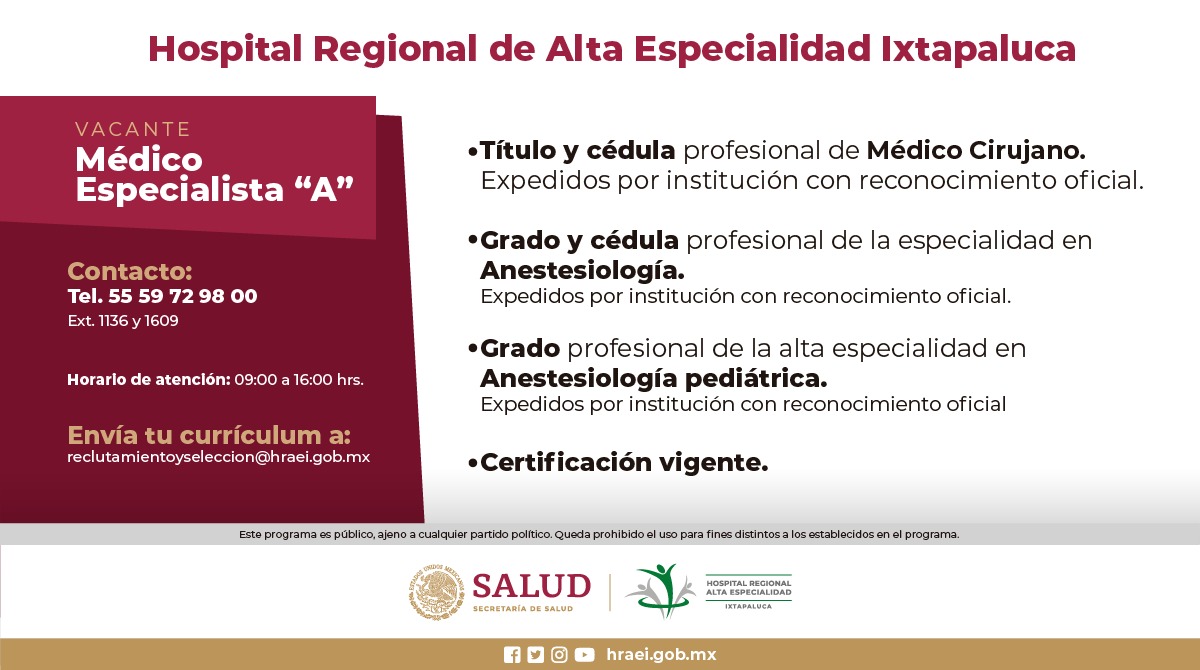 Hospital Regional de Alta Especialidad Ixtapaluca
VACANTE
Médico
Especialista “A”
Contacto:
Tel. 55 59 72 98 00
Ext. 1136 y 1609
Horario de atención: 09:00 a 16:00 hrs.
Envía tu currículum a:
reclutamientoyseleccion@hraei.gob.mx
•Título y cédula profesional de Médico Cirujano.
Expedidos por institución con reconocimiento oficial.
•Grado y cédula profesional de la especialidad en
Anestesiología.
Expedidos por institución con reconocimiento oficial.
•Grado profesional de la alta especialidad en
Anestesiología pediátrica.
Expedidos por institución con reconocimiento oficial
•Certificación vigente.
Este programa es público, ajeno a cualquier partido político. Queda prohibido el uso para fines distintos a los establecidos en el programa.
ESTADOS UNIDOS MEXICANOS
SALUD
SECRETARÍA DE SALUD
HOSPITAL REGIONAL
ALTA ESPECIALIDAD
IXTAPALUCA
hraei.gob.mx